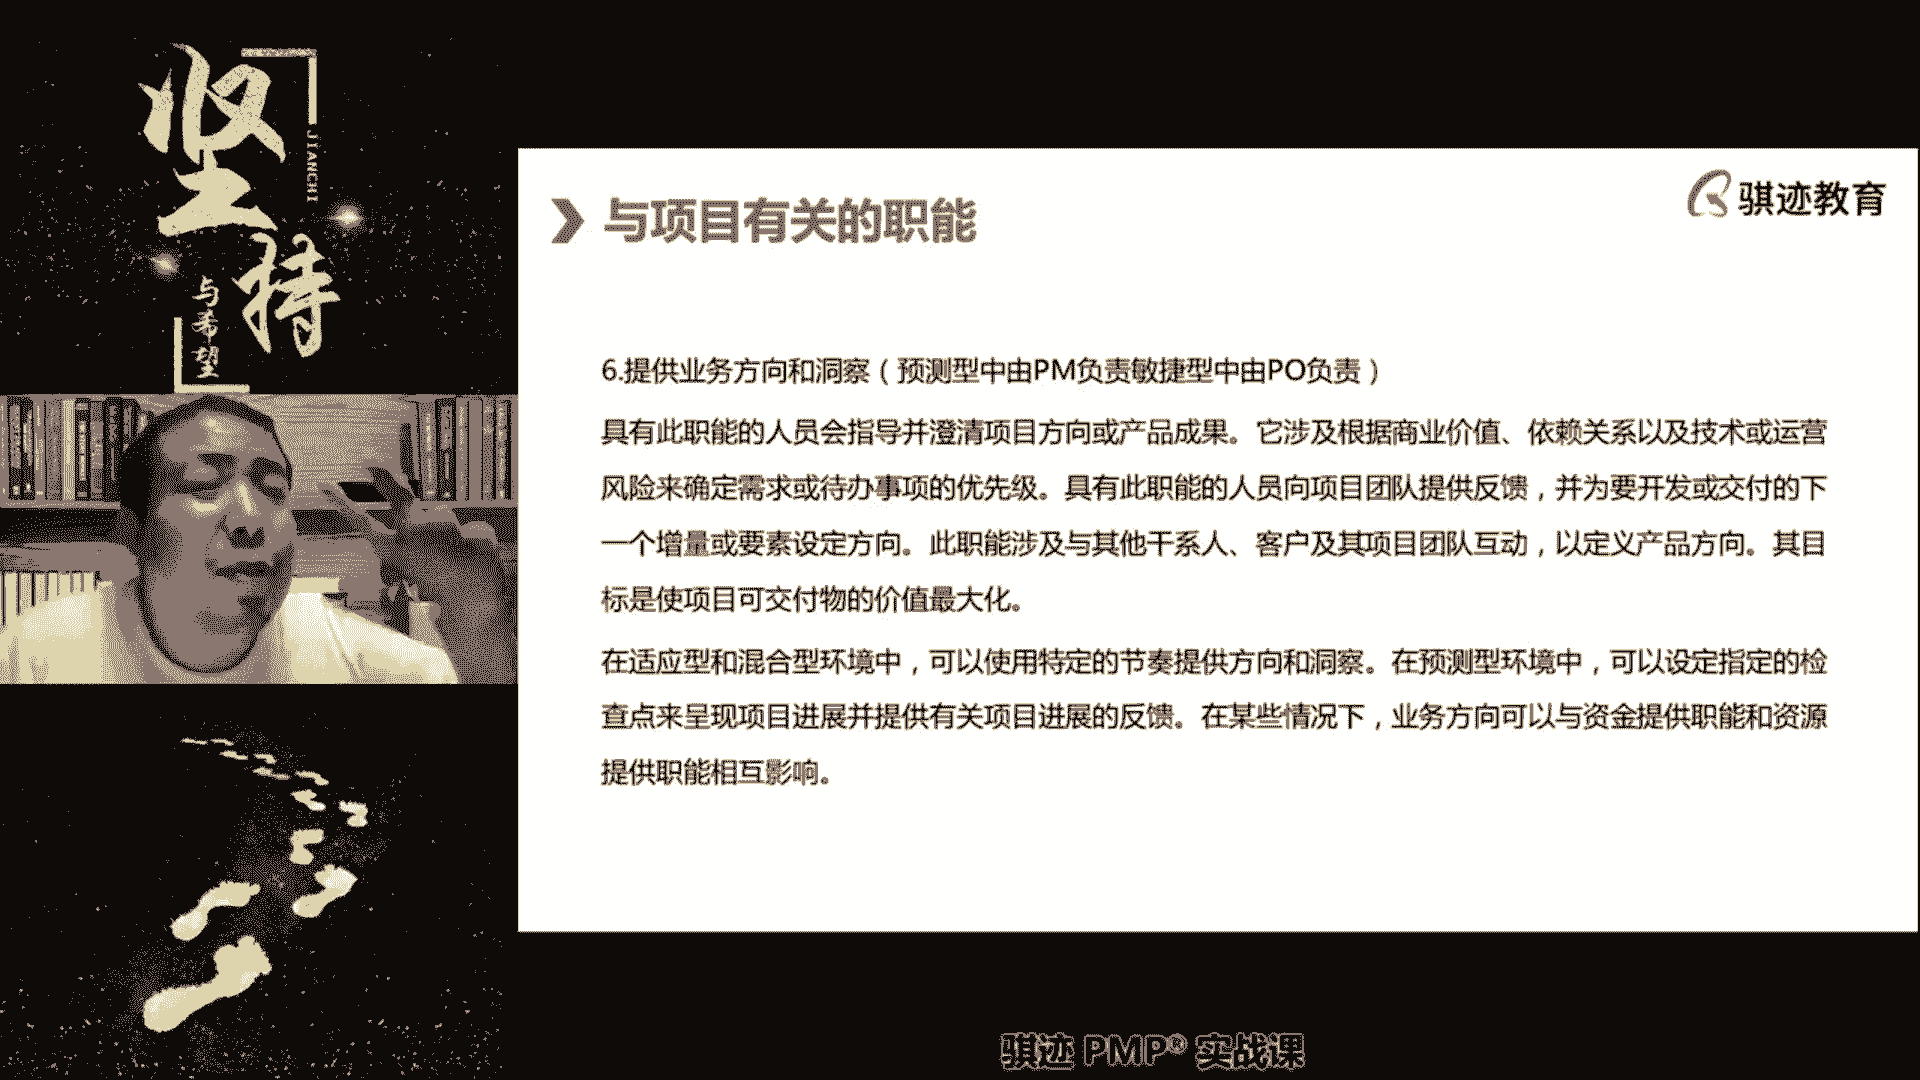 坚持
JIANCHI
与希望
骐迹教育
与项目有关的职能
6.提供业务方向和洞察（预测型中由PM负责敏捷型中由PO负责）
具有此职能的人员会指导并澄清项目方向或产品成果。它涉及根据商业价值、依赖关系以及技术或运营
风险来确定需求或待办事项的优先级。具有此职能的人员向项目团队提供反馈，并为要开发或交付的下
一个增量或要素设定方向。此职能涉及与其他干系人、客户及其项目团队互动，以定义产品方向。其目
标是使项目可交付物的价值最大化。
在适应型和混合型环境中，可以使用特定的节奏提供方向和洞察。在预测型环境中，可以设定指定的检
查点来呈现项目进展并提供有关项目进展的反馈。在某些情况下，业务方向可以与资金提供职能和资源
提供职能相互影响。
骐迹 PMP® 实战课